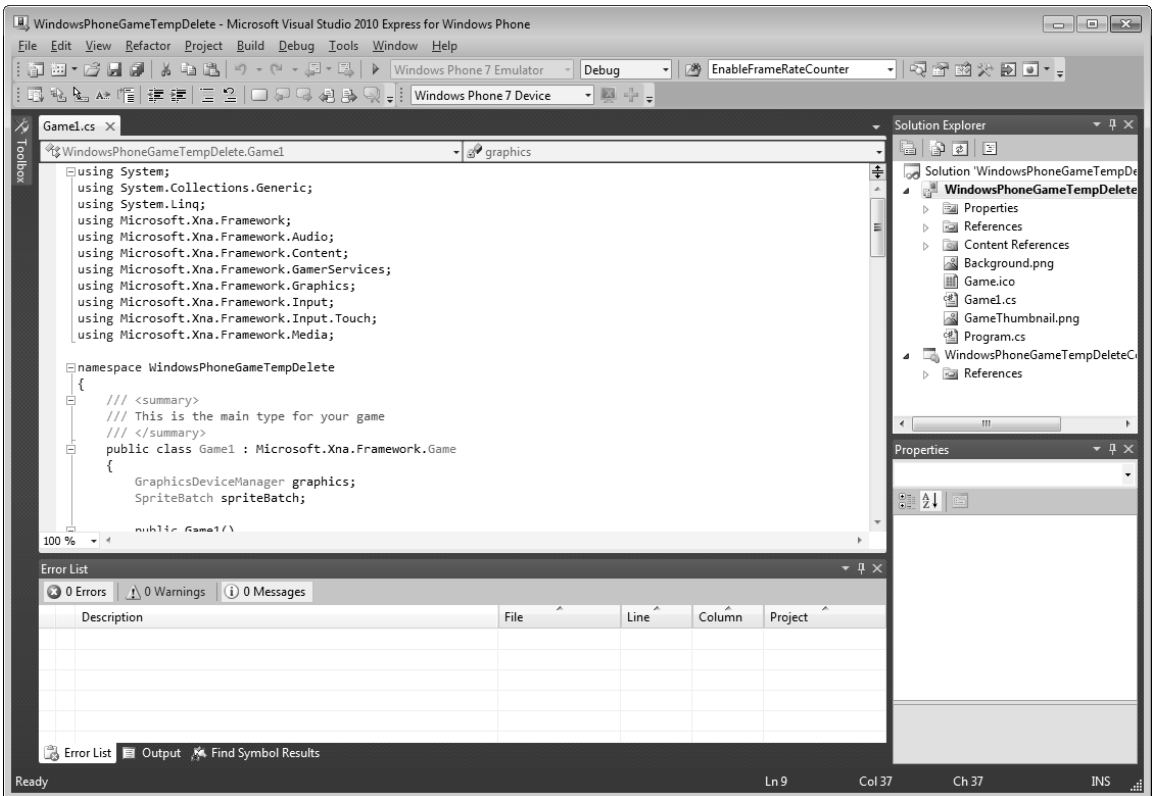 WindowsPhoneGameTempDelete - Microsoft Visual Studio 2010 Express for Windows Phone
File Edit View Refactor Project Build Debug Tools Window Help
Windows Phone 7 Emulator Debug EnableFrameRateCounter
Windows Phone 7 Device
Toolbox
Game1.cs
WindowsPhoneGameTempDelete.Game1 graphics
using System;
using System.Collections.Generic;
using System.Linq;
using Microsoft.Xna.Framework;
using Microsoft.Xna.Framework.Audio;
using Microsoft.Xna.Framework.Content;
using Microsoft.Xna.Framework.GamerServices;
using Microsoft.Xna.Framework.Graphics;
using Microsoft.Xna.Framework.Input;
using Microsoft.Xna.Framework.Input.Touch;
using Microsoft.Xna.Framework.Media;
namespace WindowsPhoneGameTempDelete
{
/// <summary>
/// This is the main type for your game
/// </summary>
public class Game1 : Microsoft.Xna.Framework.Game
{
GraphicsDeviceManager graphics;
SpriteBatch spriteBatch;
public Game1()
100 %
Solution Explorer
Solution 'WindowsPhoneGameTempDe
WindowsPhoneGameTempDelete
Properties
References
Content References
Background.png
Game.ico
Game1.cs
GameThumbnail.png
Program.cs
WindowsPhoneGameTempDeleteC
References
Properties
Error List
0 Errors 0 Warnings 0 Messages
Description File Line Column Project
Error List Output Find Symbol Results
Ready Ln 9 Col 37 Ch 37 INS